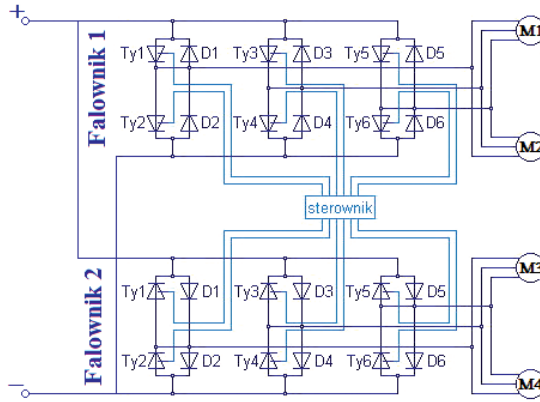 +
Falownik 1
Ty1 D1 Ty3 D3 Ty5 D5
M1
Ty2 D2 Ty4 D4 Ty6 D6
M2
sterownik
Falownik 2
M3
Ty1 D1 Ty3 D3 Ty5 D5
Ty2 D2 Ty4 D4 Ty6 D6
M4
−